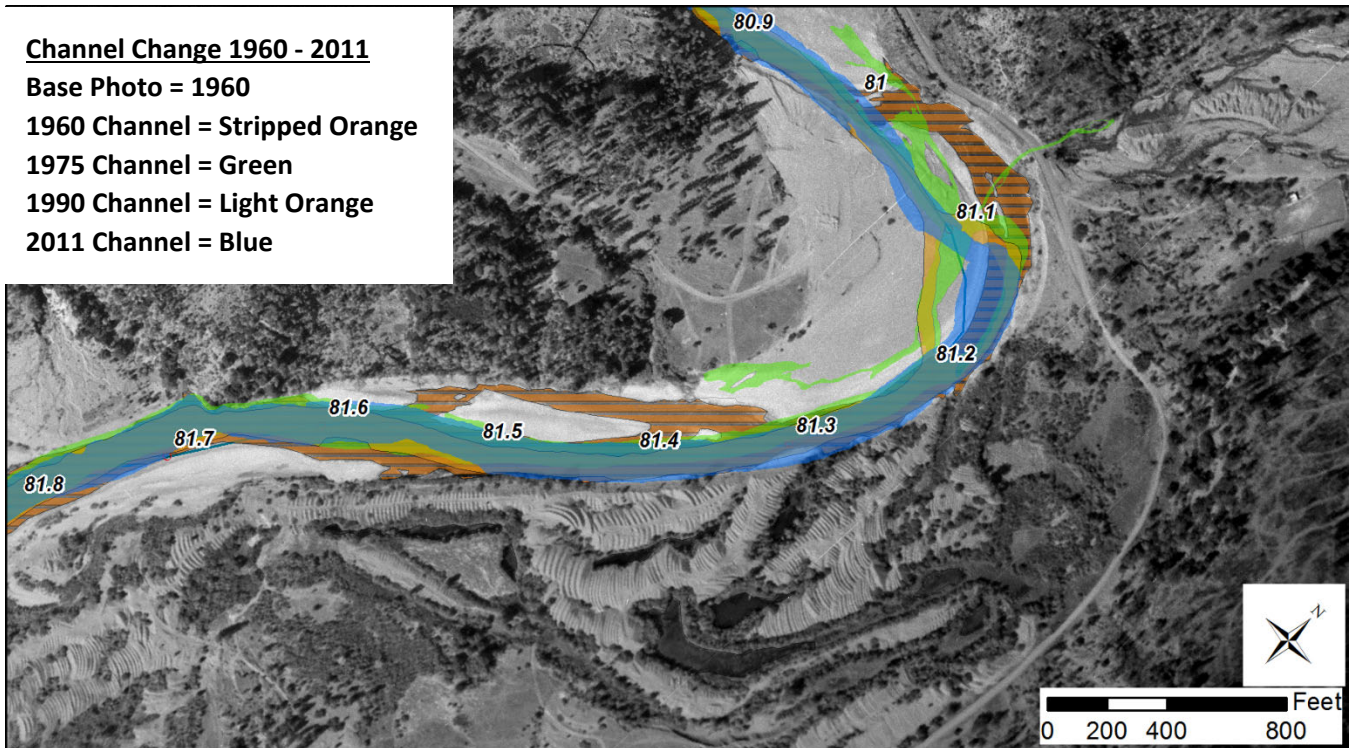 Channel Change 1960 - 2011
Base Photo = 1960
1960 Channel = Stripped Orange
1975 Channel = Green
1990 Channel = Light Orange
2011 Channel = Blue
80.9
81
81.1
81.2
81.3
81.4
81.5
81.6
81.7
81.8
N
Feet
0 200 400 800